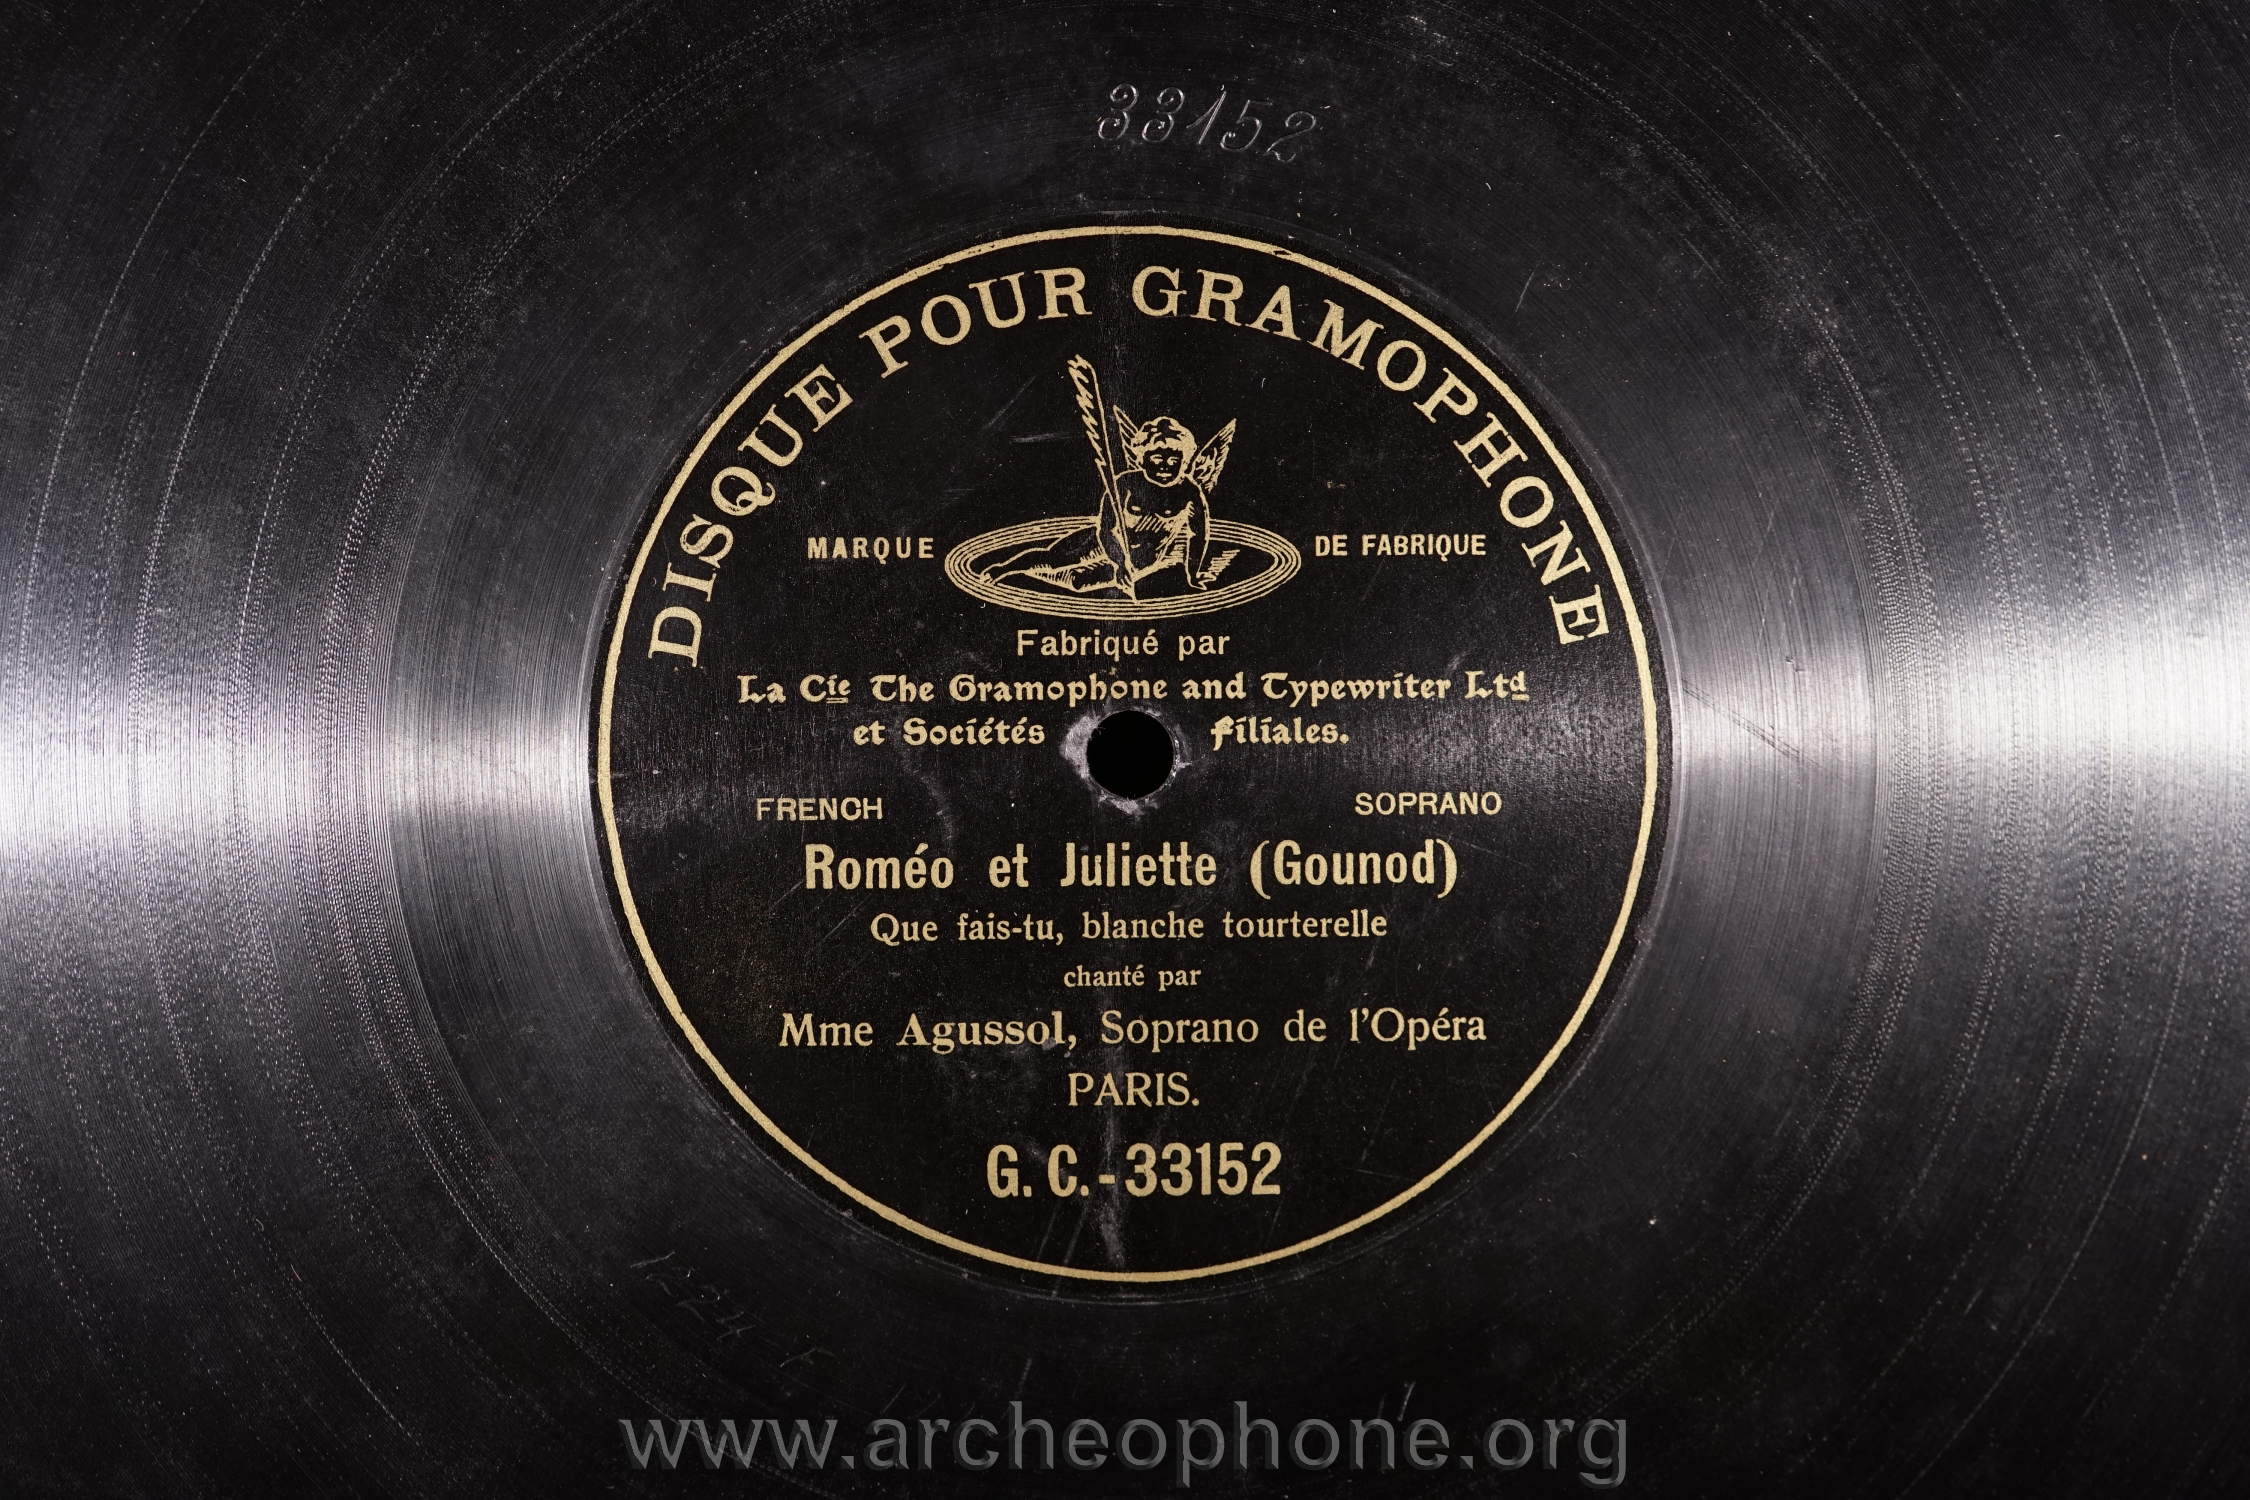 33152
DISQUE POUR GRAMOPHONE
MARQUE DE FABRIQUE
Fabriqué par
La Cie The Gramophone and Typewriter Ltd
et Sociétés filiales.
FRENCH SOPRANO
Roméo et Juliette (Gounod)
Que fais-tu, blanche tourterelle
chanté par
Mme Agussol, Soprano de l'Opéra
PARIS.
G. C.-33152
www.archeophone.org